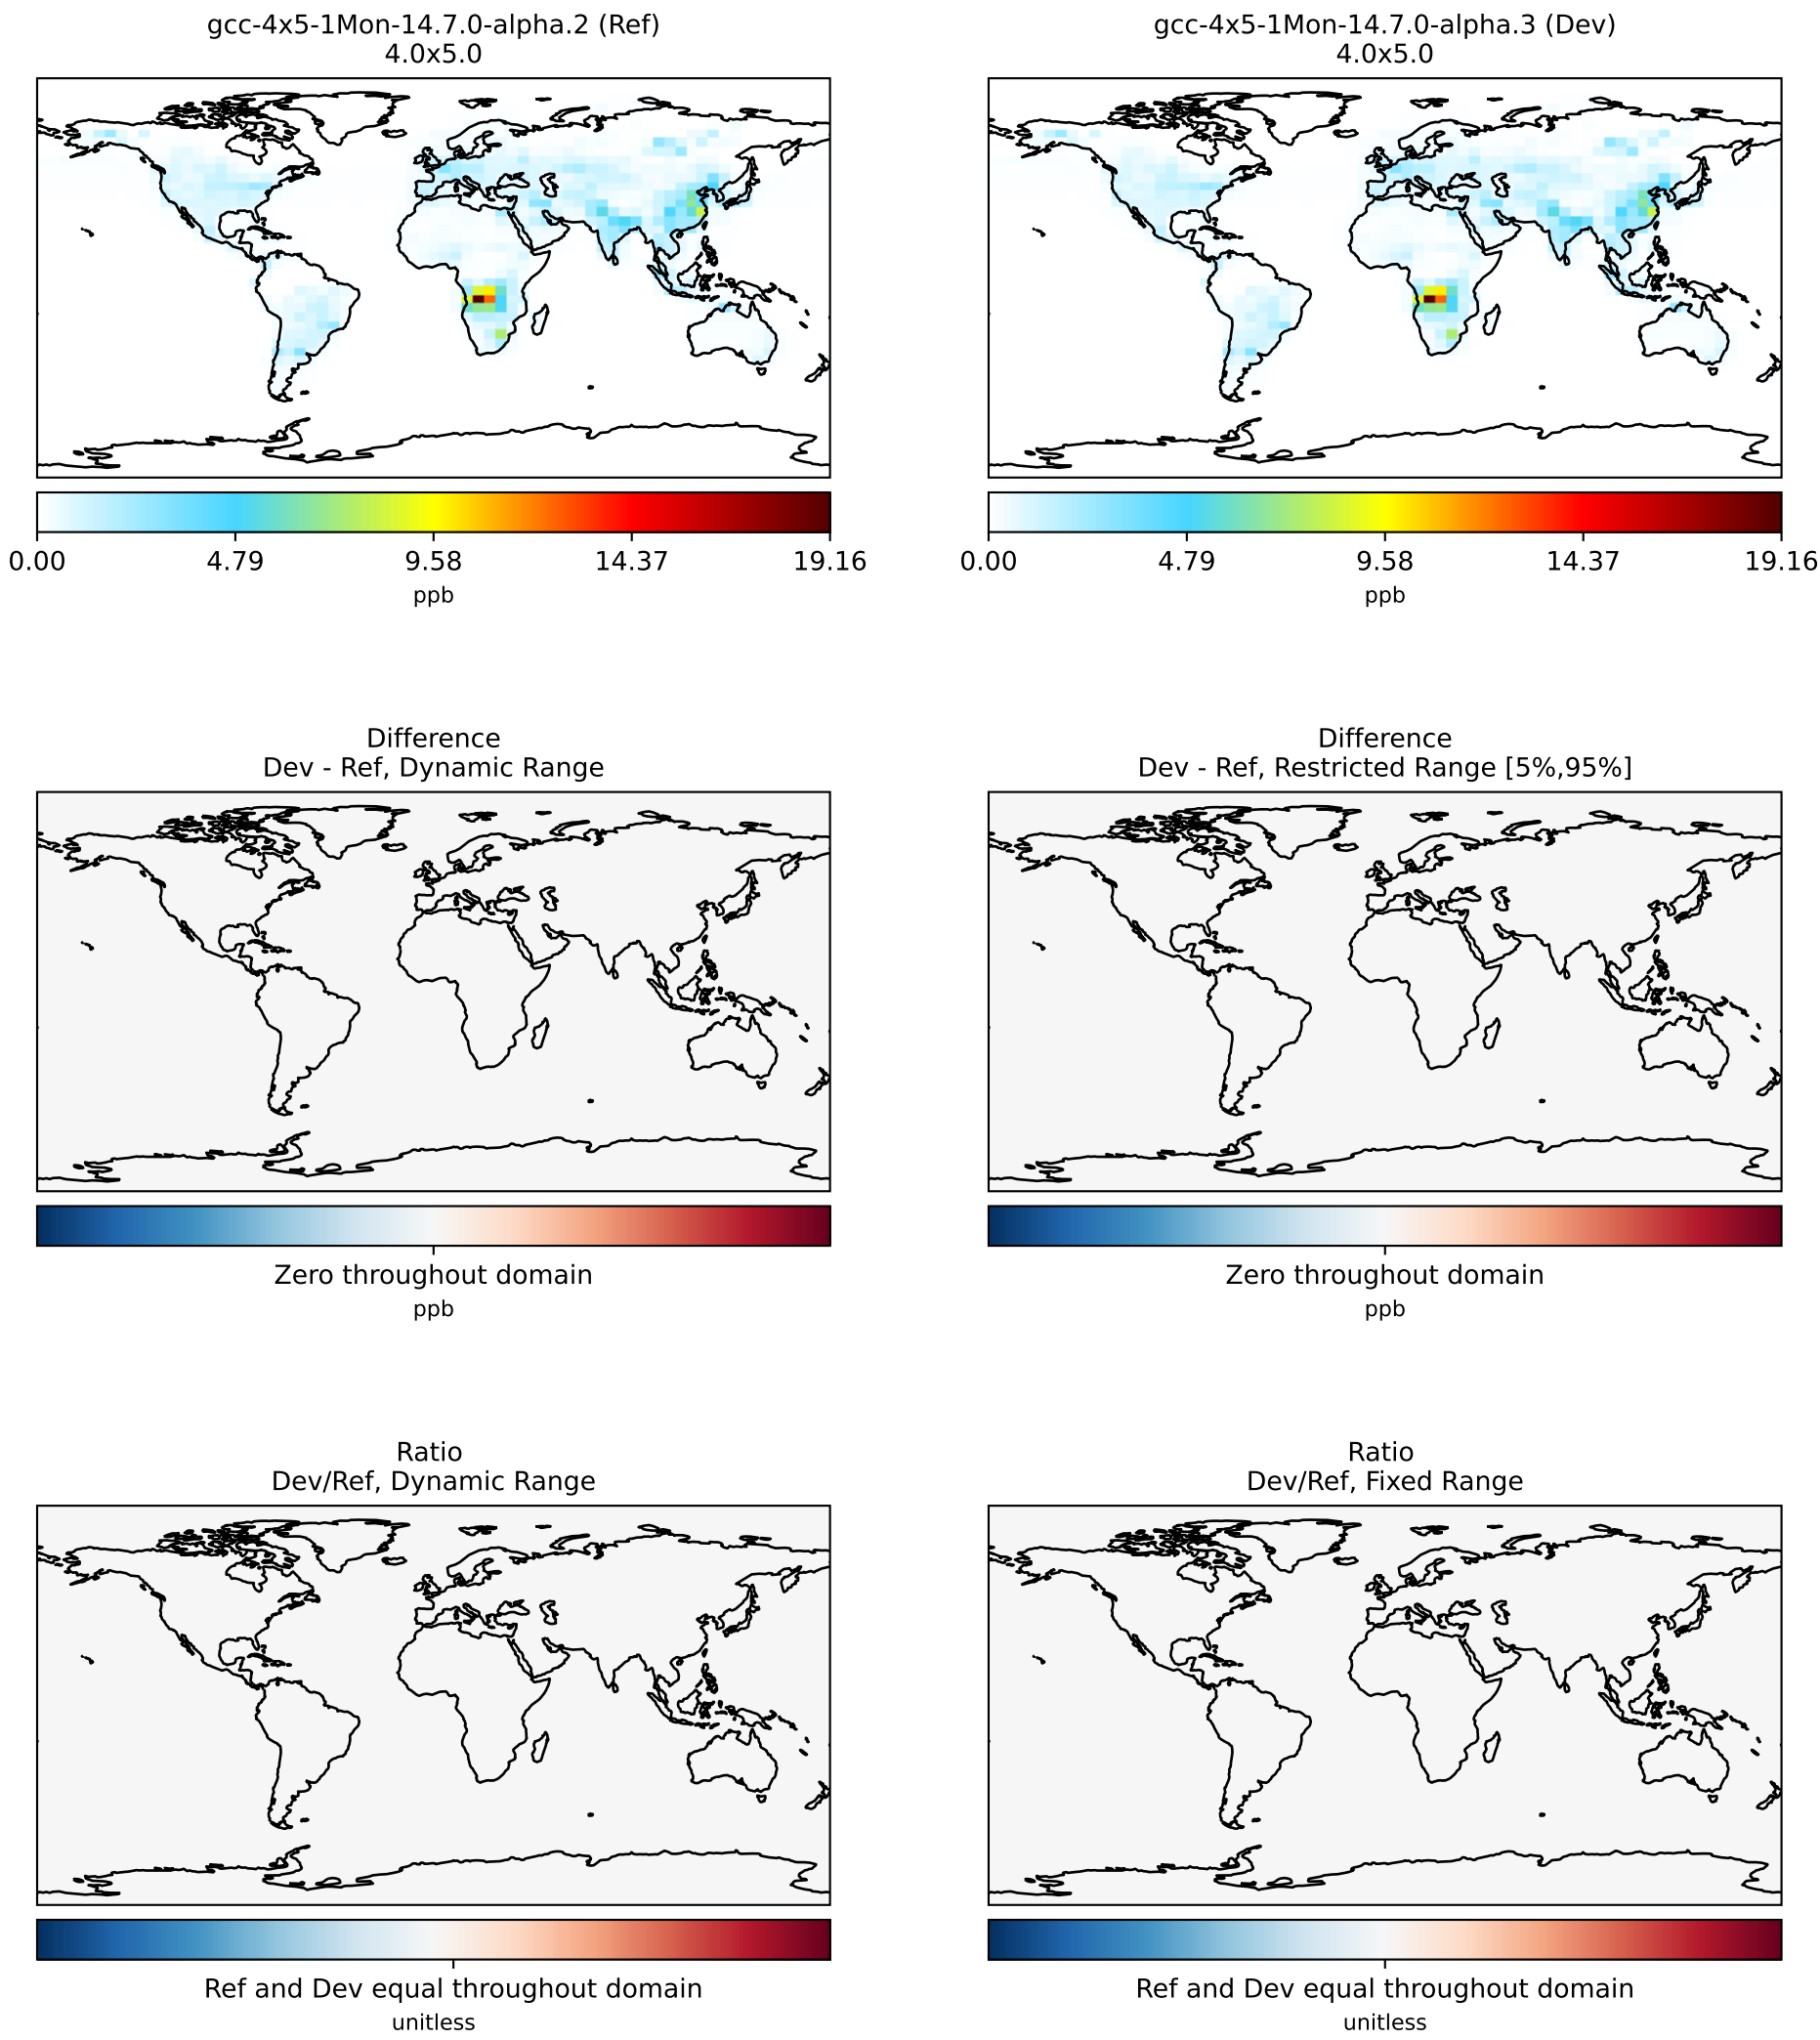 gcc-4x5-1Mon-14.7.0-alpha.2 (Ref)
4.0x5.0
gcc-4x5-1Mon-14.7.0-alpha.3 (Dev)
4.0x5.0
0.00 4.79 9.58 14.37 19.16
ppb
0.00 4.79 9.58 14.37 19.16
ppb
Difference
Dev - Ref, Dynamic Range
Difference
Dev - Ref, Restricted Range [5%,95%]
Zero throughout domain
ppb
Zero throughout domain
ppb
Ratio
Dev/Ref, Dynamic Range
Ratio
Dev/Ref, Fixed Range
Ref and Dev equal throughout domain
unitless
Ref and Dev equal throughout domain
unitless